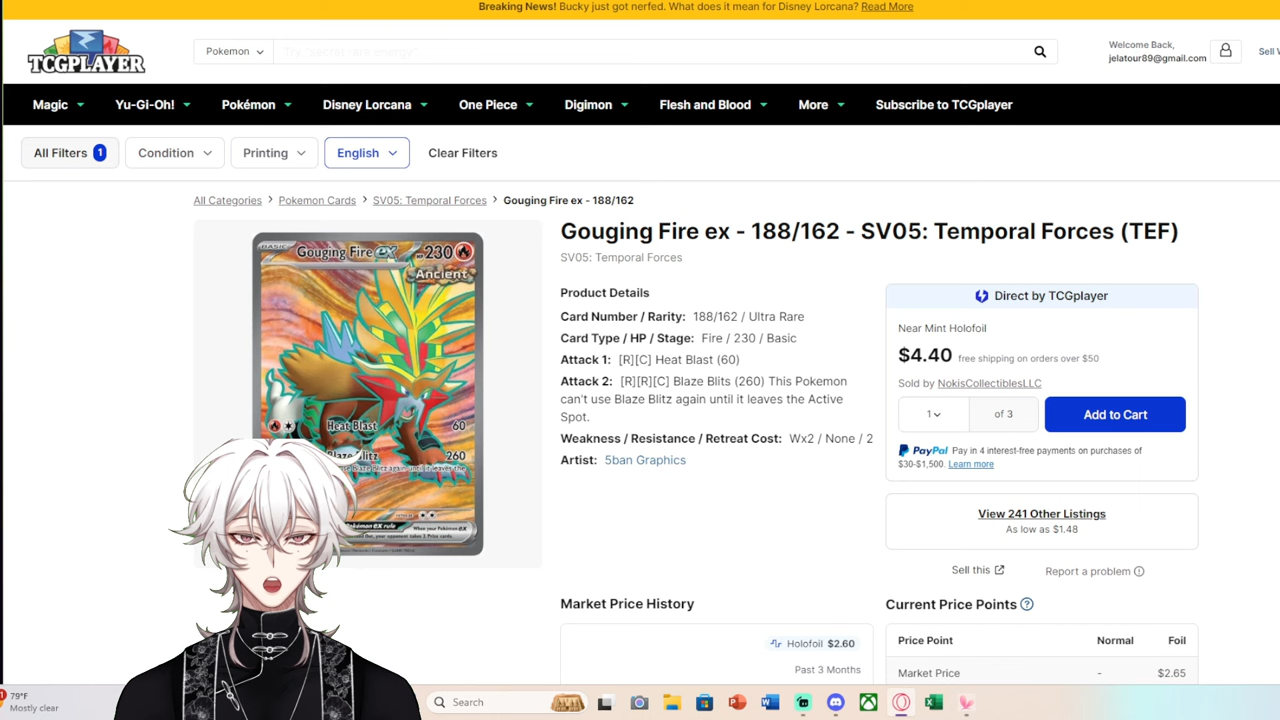 Breaking News! Bucky just got nerfed. What does it mean for Disney Lorcana? Read More
TCGPLAYER
Pokemon
Welcome Back,
jelatour89@gmail.com
Sell W
Magic
Yu-Gi-Oh!
Pokémon
Disney Lorcana
One Piece
Digimon
Flesh and Blood
More
Subscribe to TCGplayer
All Filters 1
Condition
Printing
English
Clear Filters
All Categories > Pokemon Cards > SV05: Temporal Forces > Gouging Fire ex - 188/162
BASIC Gouging Fire ex HP 230
Ancient
Heat Blast 60
Blaze Blitz 260
Pokémon ex rule
Gouging Fire ex - 188/162 - SV05: Temporal Forces (TEF)
SV05: Temporal Forces
Product Details
Card Number / Rarity: 188/162 / Ultra Rare
Card Type / HP / Stage: Fire / 230 / Basic
Attack 1: [R][C] Heat Blast (60)
Attack 2: [R][R][C] Blaze Blits (260) This Pokemon
can't use Blaze Blitz again until it leaves the Active
Spot.
Weakness / Resistance / Retreat Cost: Wx2 / None / 2
Artist: 5ban Graphics
Direct by TCGplayer
Near Mint Holofoil
$4.40 free shipping on orders over $50
Sold by NokisCollectiblesLLC
1
of 3
Add to Cart
PayPal Pay in 4 interest-free payments on purchases of
$30-$1,500. Learn more
View 241 Other Listings
As low as $1.48
Sell this
Report a problem
Market Price History
Holofoil $2.60
Past 3 Months
Current Price Points
Price Point Normal Foil
Market Price - $2.65
1
79°F
Mostly clear
Search